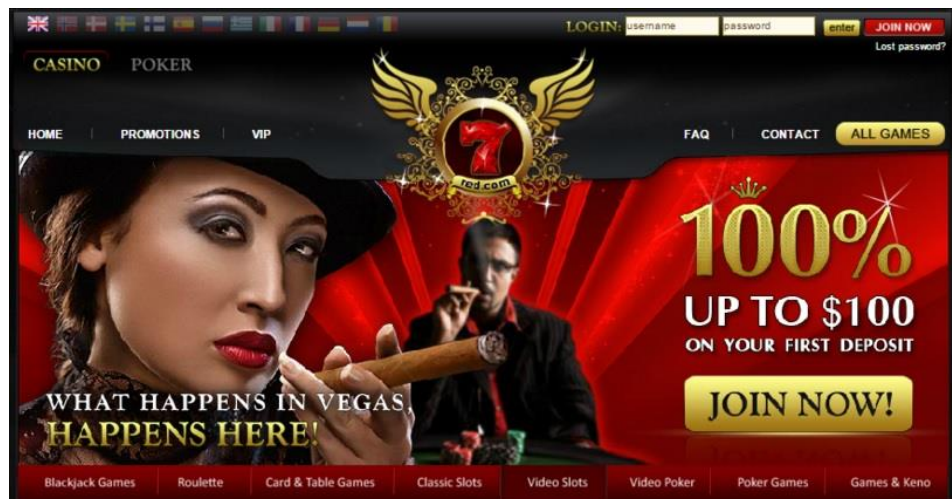 LOGIN: username password enter JOIN NOW
Lost password?
CASINO POKER
HOME PROMOTIONS VIP FAQ CONTACT ALL GAMES
7
red.com
100%
UP TO $100
ON YOUR FIRST DEPOSIT
JOIN NOW!
WHAT HAPPENS IN VEGAS,
HAPPENS HERE!
Blackjack Games Roulette Card & Table Games Classic Slots Video Slots Video Poker Poker Games Games & Keno